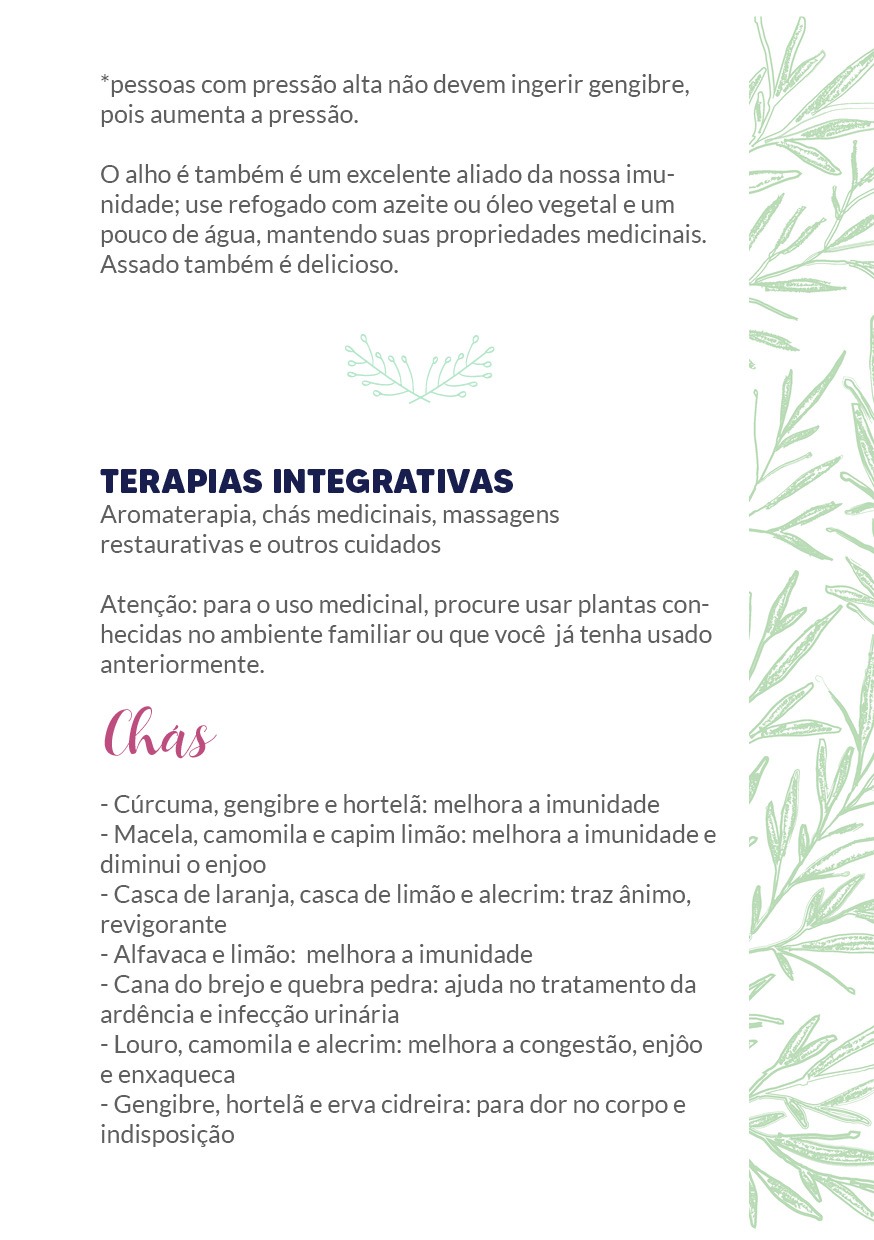 *pessoas com pressão alta não devem ingerir gengibre,
pois aumenta a pressão.
O alho é também é um excelente aliado da nossa imu-
nidade; use refogado com azeite ou óleo vegetal e um
pouco de água, mantendo suas propriedades medicinais.
Assado também é delicioso.
TERAPIAS INTEGRATIVAS
Aromaterapia, chás medicinais, massagens
restaurativas e outros cuidados
Atenção: para o uso medicinal, procure usar plantas con-
hecidas no ambiente familiar ou que você  já tenha usado
anteriormente.
Chás
- Cúrcuma, gengibre e hortelã: melhora a imunidade
- Macela, camomila e capim limão: melhora a imunidade e
diminui o enjoo
- Casca de laranja, casca de limão e alecrim: traz ânimo,
revigorante
- Alfavaca e limão:  melhora a imunidade
- Cana do brejo e quebra pedra: ajuda no tratamento da
ardência e infecção urinária
- Louro, camomila e alecrim: melhora a congestão, enjôo
e enxaqueca
- Gengibre, hortelã e erva cidreira: para dor no corpo e
indisposição